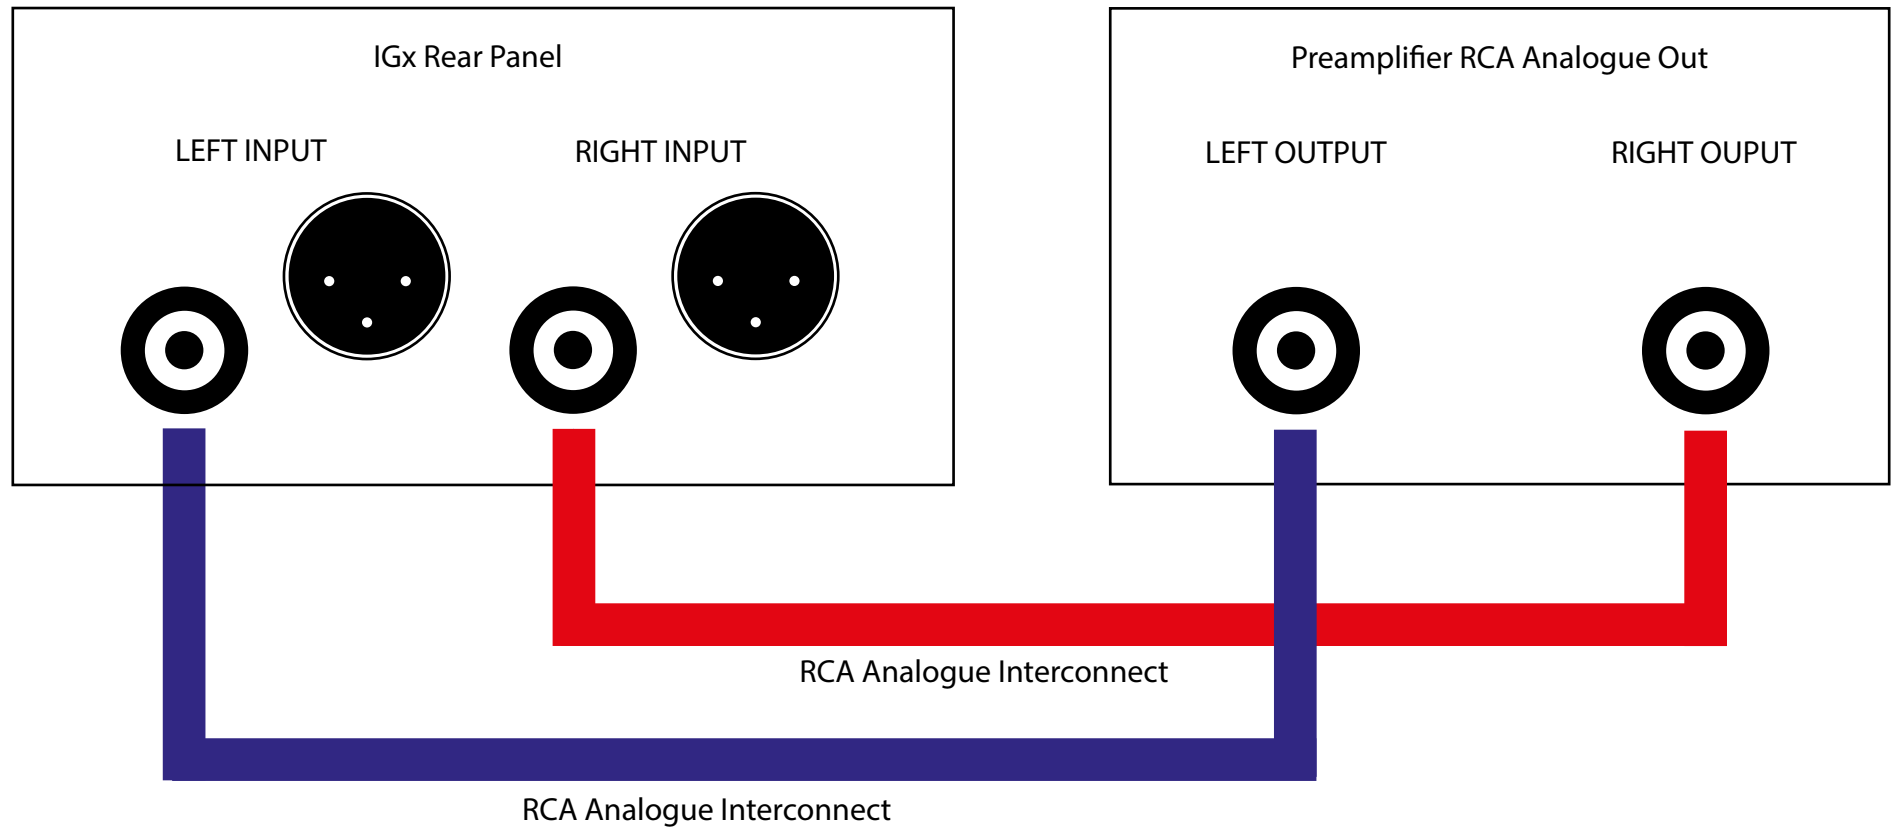 IGx Rear Panel
LEFT INPUT
RIGHT INPUT
Preamplifier RCA Analogue Out
LEFT OUTPUT
RIGHT OUPUT
RCA Analogue Interconnect
RCA Analogue Interconnect